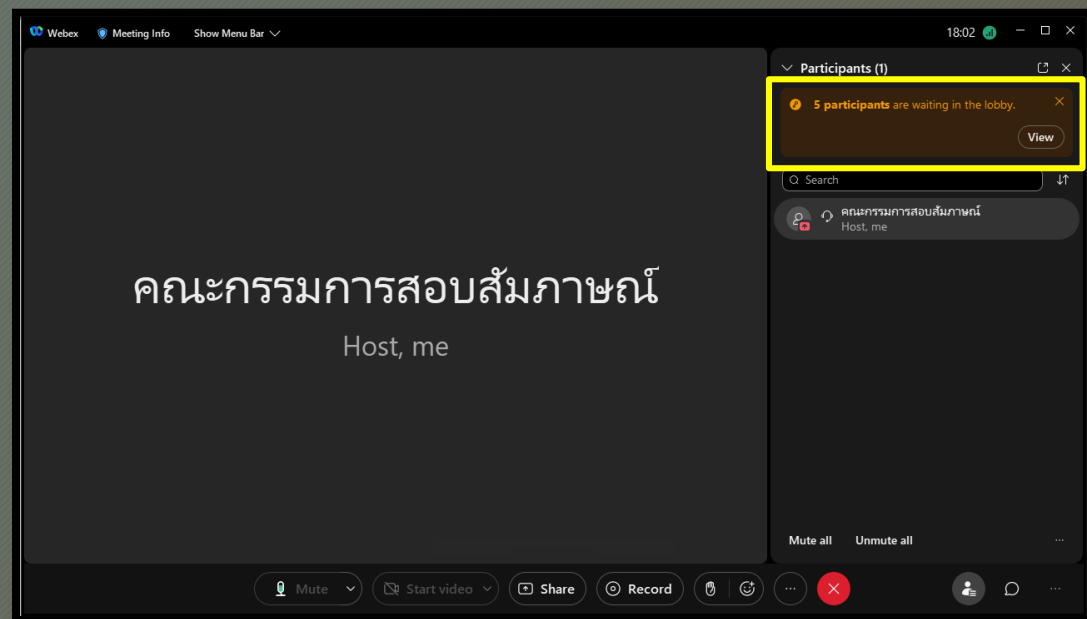 Webex Meeting Info Show Menu Bar 18:02
Participants (1)
5 participants are waiting in the lobby.
View
Search
คณะกรรมการสอบสัมภาษณ์
Host, me
คณะกรรมการสอบสัมภาษณ์
Host, me
Mute all Unmute all
Mute Start video Share Record